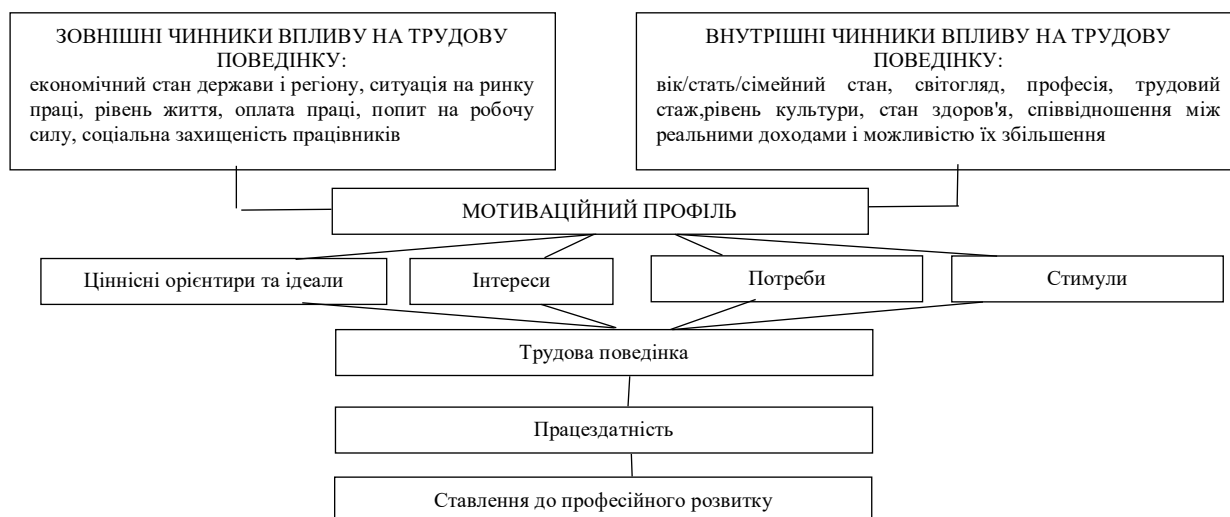 ЗОВНІШНІ ЧИННИКИ ВПЛИВУ НА ТРУДОВУ
ПОВЕДІНКУ:
економічний стан держави і регіону, ситуація на ринку
праці, рівень життя, оплата праці, попит на робочу
силу, соціальна захищеність працівників
ВНУТРІШНІ ЧИННИКИ ВПЛИВУ НА ТРУДОВУ
ПОВЕДІНКУ:
вік/стать/сімейний стан, світогляд, професія, трудовий
стаж,рівень культури, стан здоров'я, співвідношення між
реальними доходами і можливістю їх збільшення
МОТИВАЦІЙНИЙ ПРОФІЛЬ
Ціннісні орієнтири та ідеали
Інтереси
Потреби
Стимули
Трудова поведінка
Працездатність
Ставлення до професійного розвитку